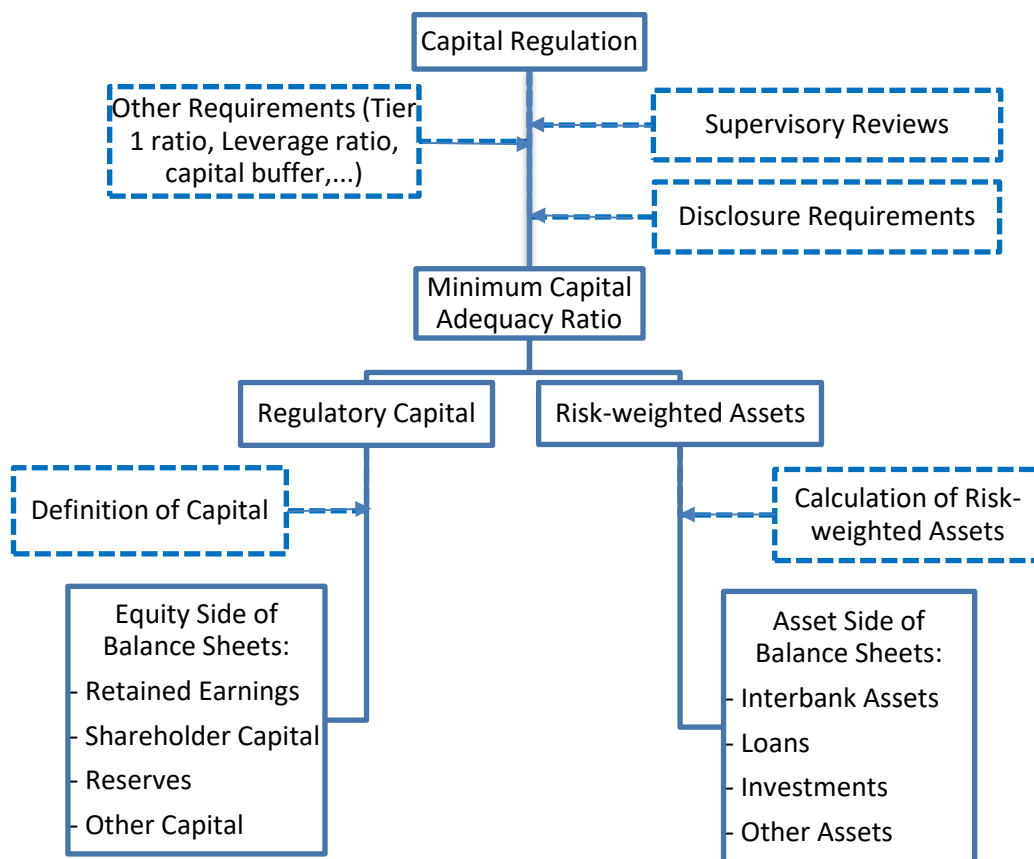 Capital Regulation
Other Requirements (Tier
1 ratio, Leverage ratio,
capital buffer,...)
Supervisory Reviews
Disclosure Requirements
Minimum Capital
Adequacy Ratio
Regulatory Capital
Risk-weighted Assets
Definition of Capital
Calculation of Risk-
weighted Assets
Equity Side of
Balance Sheets:
- Retained Earnings
- Shareholder Capital
- Reserves
- Other Capital
Asset Side of
Balance Sheets:
- Interbank Assets
- Loans
- Investments
- Other Assets